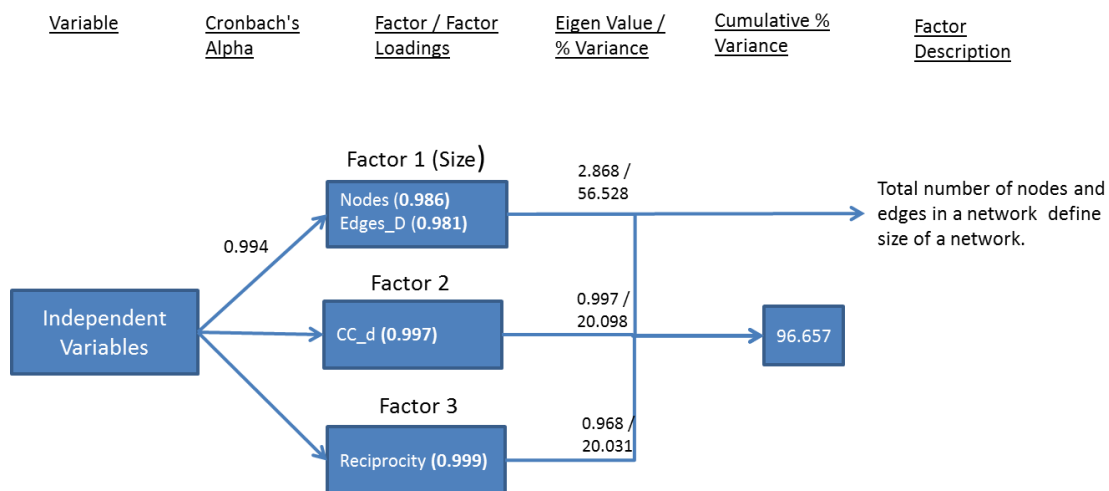 Variable
Cronbach's
Alpha
Factor / Factor
Loadings
Eigen Value /
% Variance
Cumulative %
Variance
Factor
Description
Factor 1 (Size)
Nodes (0.986)
Edges_D (0.981)
2.868 /
56.528
Total number of nodes and
edges in a network define
size of a network.
0.994
Independent
Variables
Factor 2
CC_d (0.997)
0.997 /
20.098
96.657
Factor 3
Reciprocity (0.999)
0.968 /
20.031